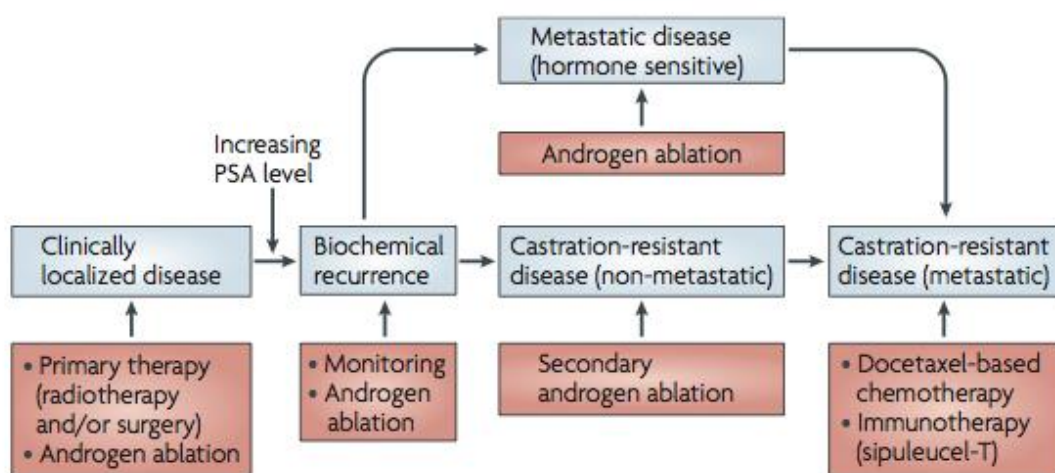 Metastatic disease
(hormone sensitive)
Androgen ablation
Increasing
PSA level
Clinically
localized disease
Biochemical
recurrence
Castration-resistant
disease (non-metastatic)
Castration-resistant
disease (metastatic)
• Primary therapy
(radiotherapy
and/or surgery)
• Androgen ablation
• Monitoring
• Androgen
ablation
Secondary
androgen ablation
• Docetaxel-based
chemotherapy
• Immunotherapy
(sipuleucel-T)